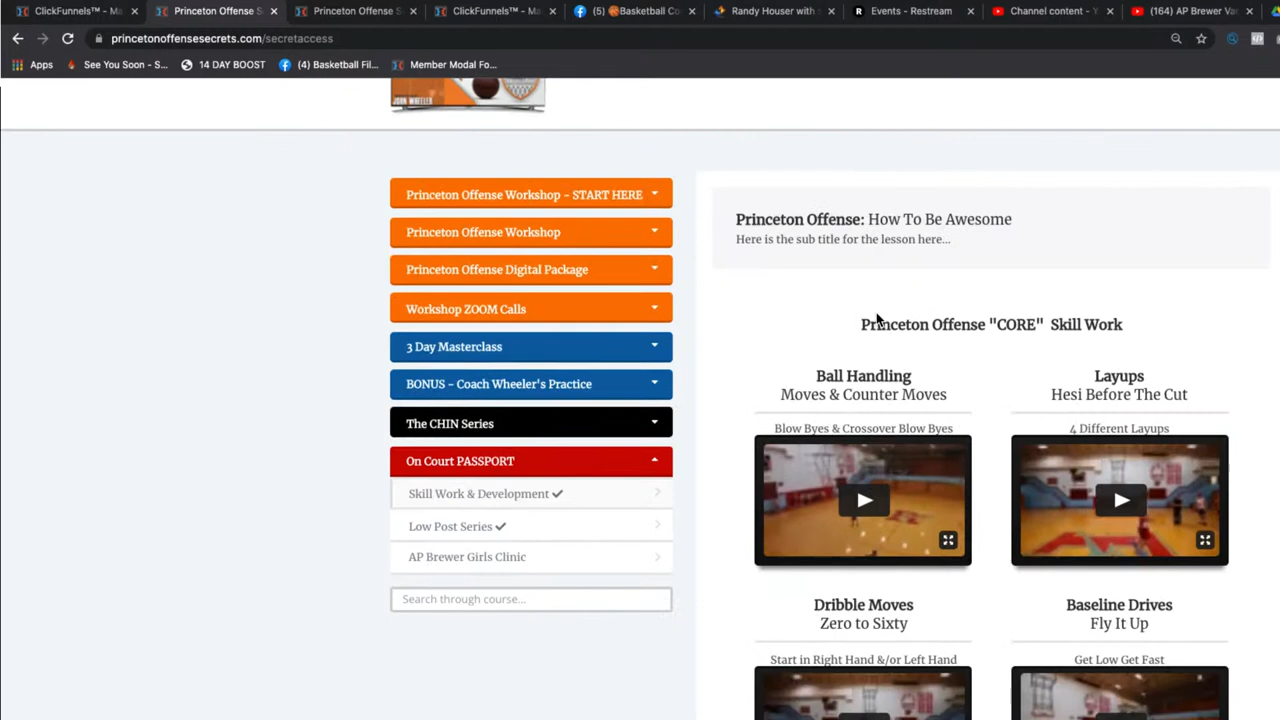 ClickFunnels™ - Ma
Princeton Offense S
Princeton Offense S
ClickFunnels™ - Ma
(5) 🏀Basketball Co
Randy Houser with s
Events - Restream
Channel content - Y
(164) AP Brewer Va
princetonoffensesecrets.com/secretaccess
Apps
See You Soon - S...
14 DAY BOOST
(4) Basketball Fil...
Member Modal Fo...
JOHN WHEELER
Princeton Offense Workshop - START HERE
Princeton Offense Workshop
Princeton Offense Digital Package
Workshop ZOOM Calls
3 Day Masterclass
BONUS - Coach Wheeler's Practice
The CHIN Series
On Court PASSPORT
Skill Work & Development
Low Post Series
AP Brewer Girls Clinic
Search through course...
Princeton Offense: How To Be Awesome
Here is the sub title for the lesson here...
Princeton Offense "CORE" Skill Work
Ball Handling
Moves & Counter Moves
Blow Byes & Crossover Blow Byes
Layups
Hesi Before The Cut
4 Different Layups
Dribble Moves
Zero to Sixty
Start in Right Hand &/or Left Hand
Baseline Drives
Fly It Up
Get Low Get Fast